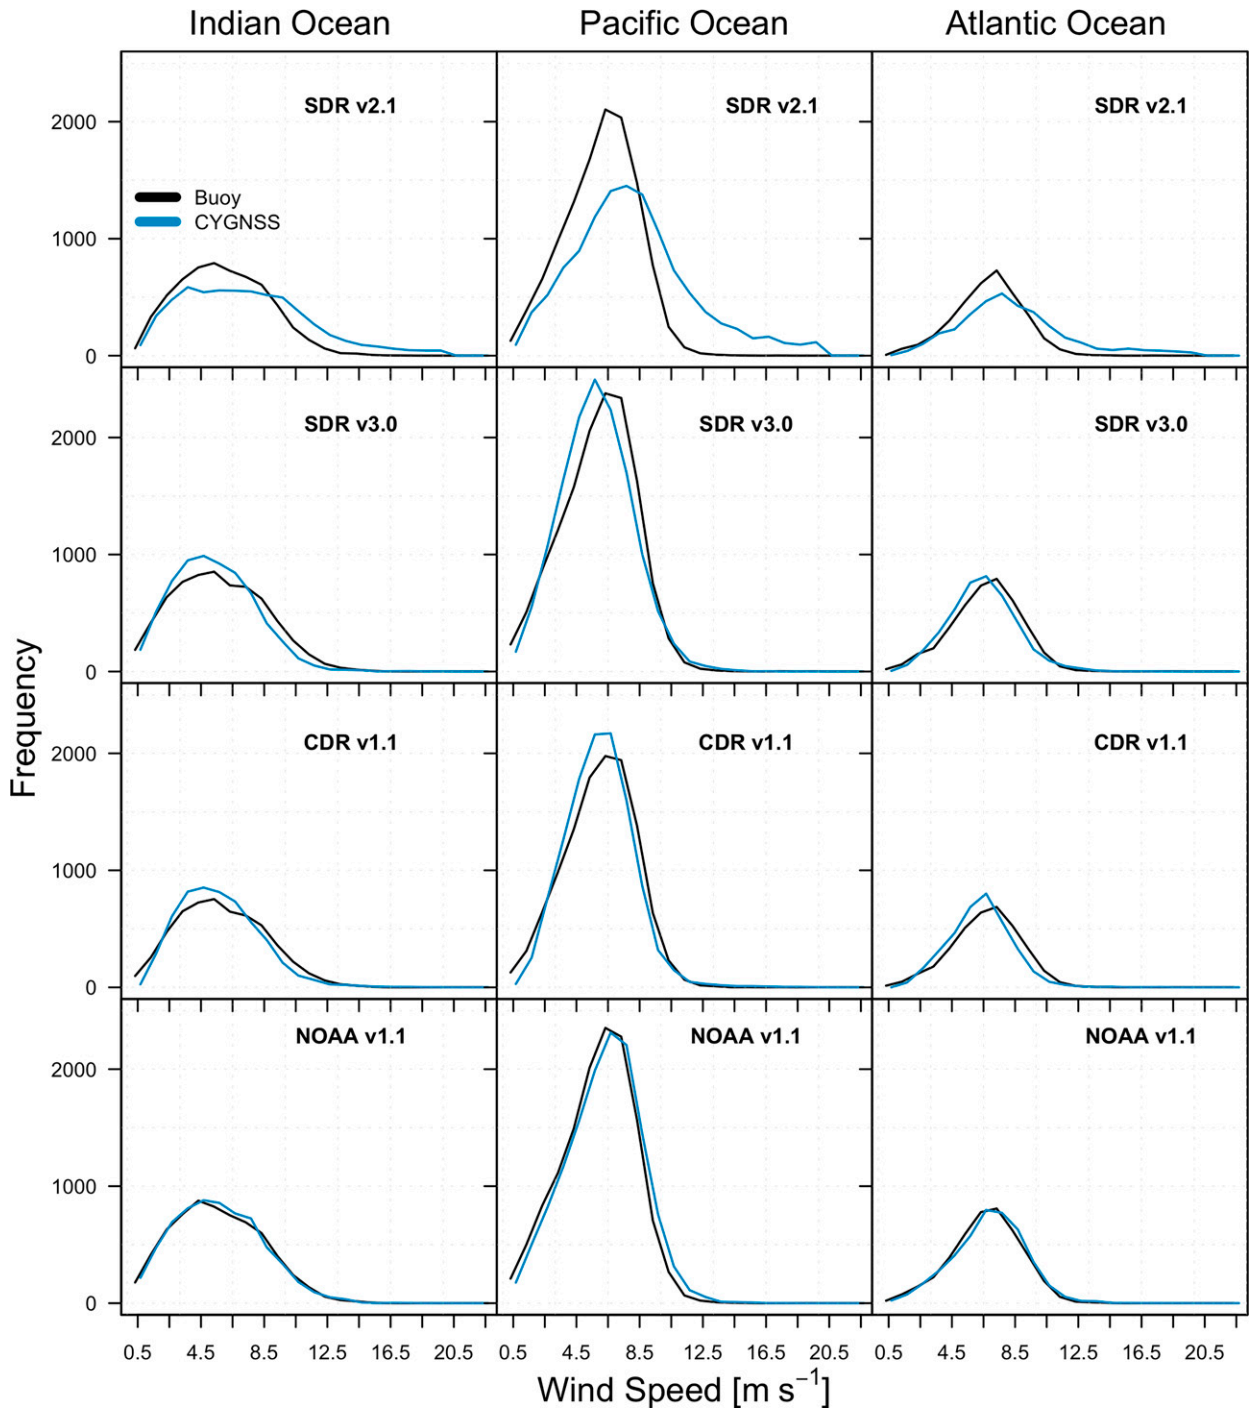 Indian Ocean Pacific Ocean Atlantic Ocean
SDR v2.1 SDR v2.1 SDR v2.1
2000
Buoy
CYGNSS
1000
0
SDR v3.0 SDR v3.0 SDR v3.0
2000
1000
0
Frequency
CDR v1.1 CDR v1.1 CDR v1.1
2000
1000
0
NOAA v1.1 NOAA v1.1 NOAA v1.1
2000
1000
0
0.5 4.5 8.5 12.5 16.5 20.5 0.5 4.5 8.5 12.5 16.5 20.5 0.5 4.5 8.5 12.5 16.5 20.5
Wind Speed [m s⁻¹]